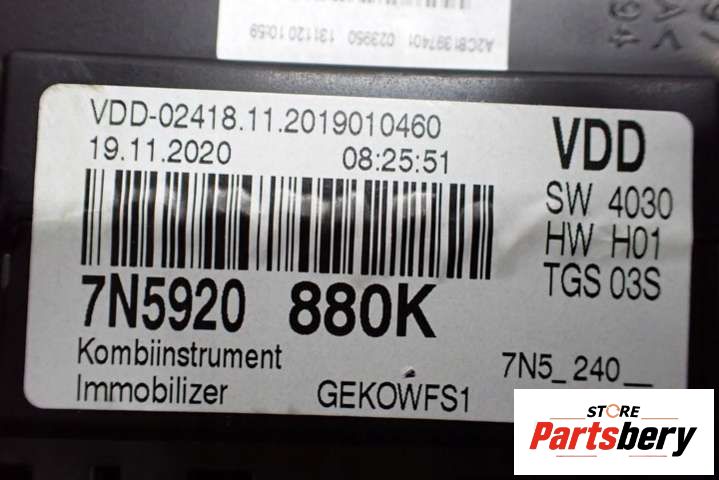 A2C81397401 023950 131120 10:59
VDD-02418.11.2019010460
19.11.2020 08:25:51
VDD
SW 4030
HW H01
TGS 03S
7N5920 880K
Kombiinstrument
7N5_240__
Immobilizer GEKOWFS1
STORE
Partsbery